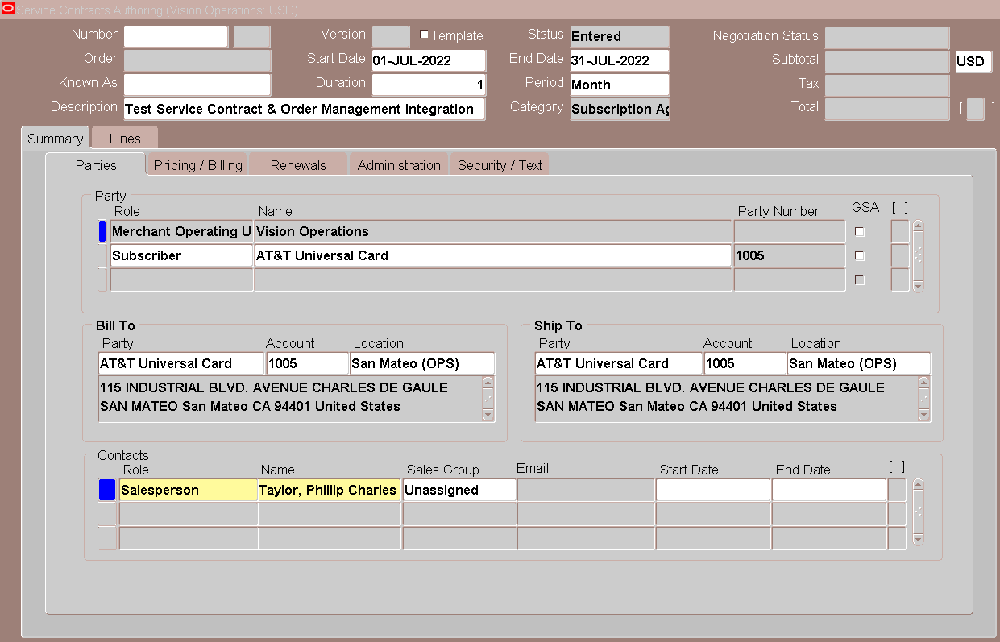 Service Contracts Authoring (Vision Operations: USD)
Number Version Template Status Entered Negotiation Status
Order Start Date 01-JUL-2022 End Date 31-JUL-2022 Subtotal USD
Known As Duration 1 Period Month Tax
Description Test Service Contract & Order Management Integration Category Subscription Ag Total [ ]
Summary Lines
Parties Pricing / Billing Renewals Administration Security / Text
Party
Role Name Party Number GSA [ ]
Merchant Operating U Vision Operations
Subscriber AT&T Universal Card 1005
Bill To
Party Account Location
AT&T Universal Card 1005 San Mateo (OPS)
115 INDUSTRIAL BLVD. AVENUE CHARLES DE GAULE
SAN MATEO San Mateo CA 94401 United States
Ship To
Party Account Location
AT&T Universal Card 1005 San Mateo (OPS)
115 INDUSTRIAL BLVD. AVENUE CHARLES DE GAULE
SAN MATEO San Mateo CA 94401 United States
Contacts
Role Name Sales Group Email Start Date End Date [ ]
Salesperson Taylor, Phillip Charles Unassigned